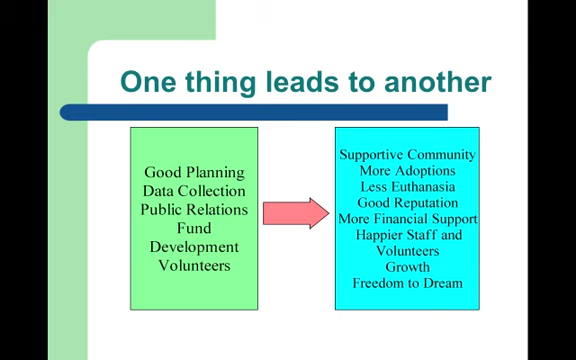 One thing leads to another
Good Planning
Data Collection
Public Relations
Fund
Development
Volunteers
Supportive Community
More Adoptions
Less Euthanasia
Good Reputation
More Financial Support
Happier Staff and
Volunteers
Growth
Freedom to Dream